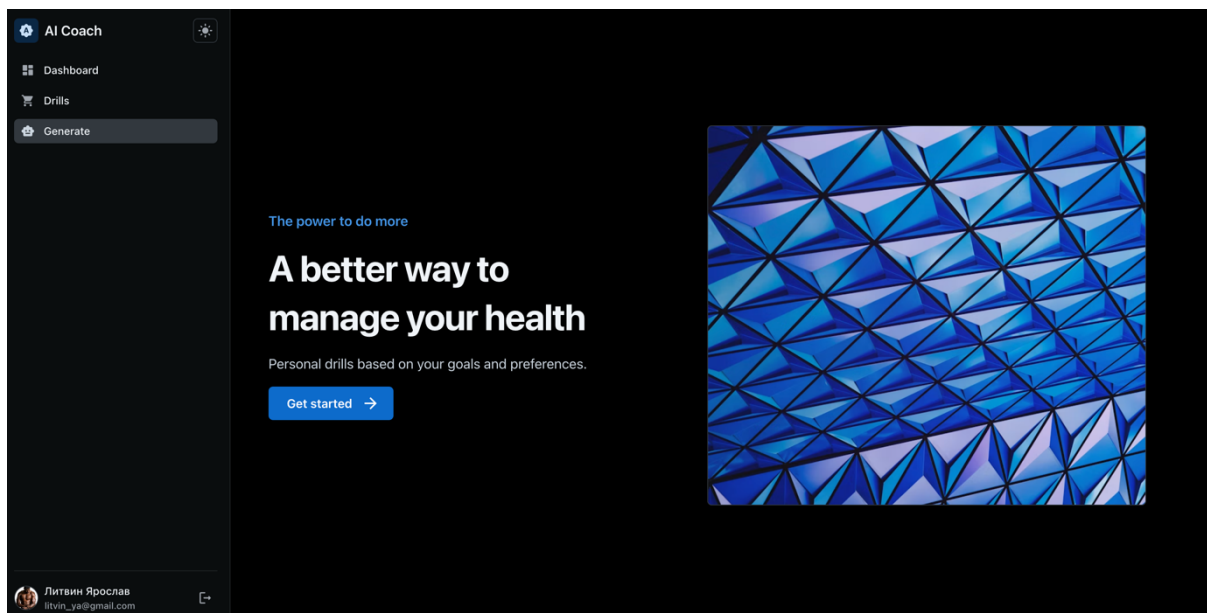 AI Coach
Dashboard
Drills
Generate
The power to do more
A better way to
manage your health
Personal drills based on your goals and preferences.
Get started
Литвин Ярослав
litvin_ya@gmail.com